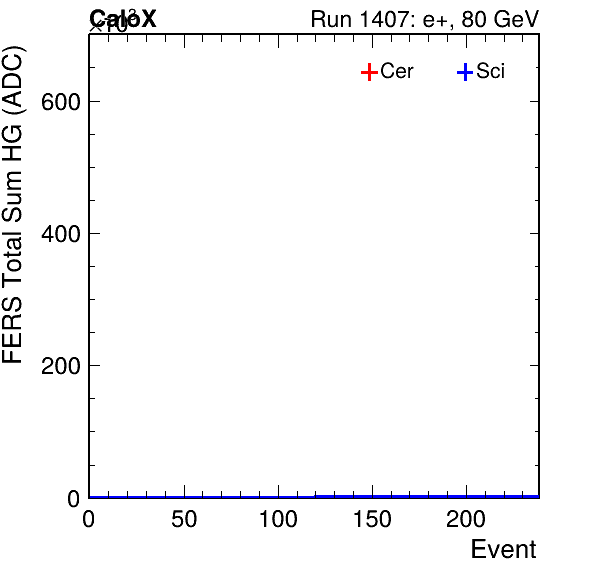 CaloX
×10³
Run 1407: e+, 80 GeV
FERS Total Sum HG (ADC)
Cer
Sci
600
400
200
0
0 50 100 150 200
Event